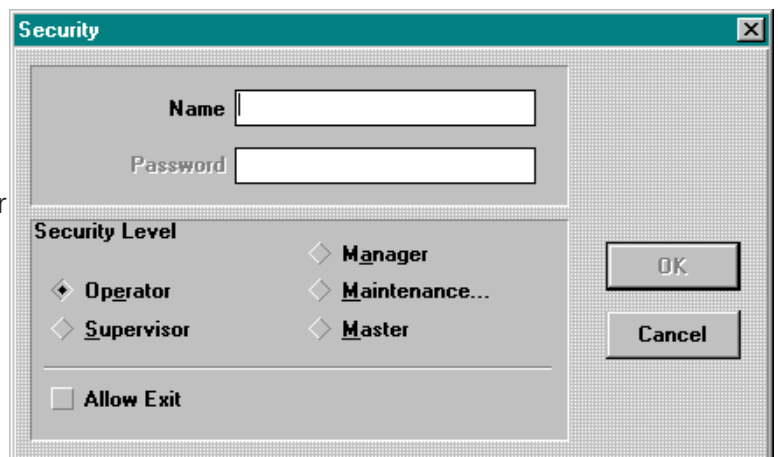 Security
Name
Password
r
Security Level
Manager
Operator
Maintenance...
OK
Supervisor
Master
Cancel
Allow Exit